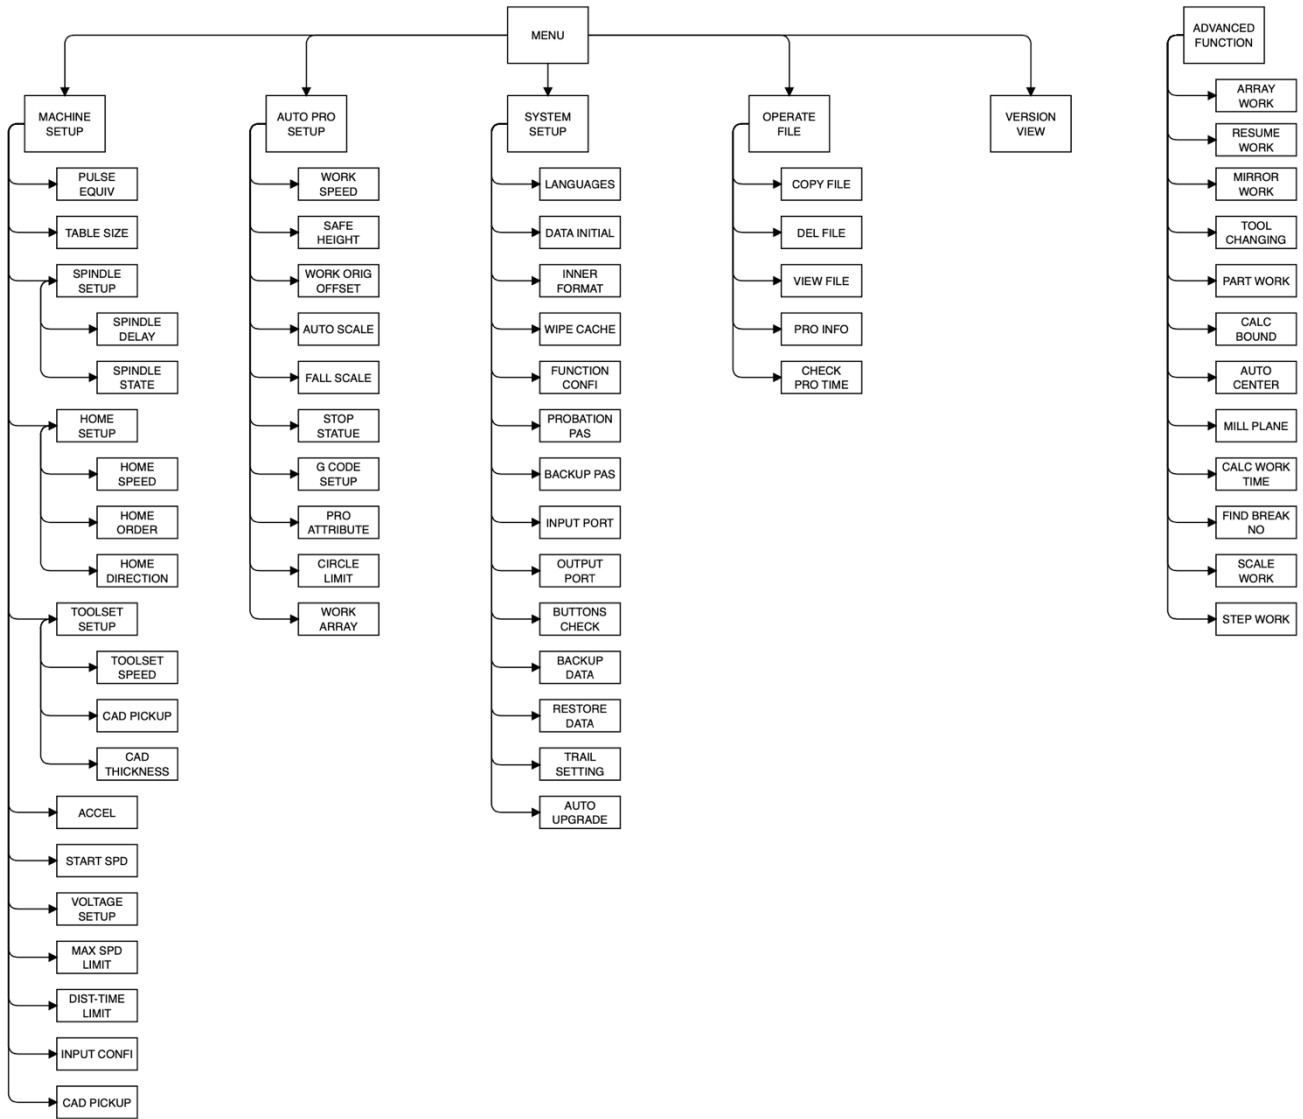 MENU
MACHINE
SETUP
PULSE
EQUIV
TABLE SIZE
SPINDLE
SETUP
SPINDLE
DELAY
SPINDLE
STATE
HOME
SETUP
HOME
SPEED
HOME
ORDER
HOME
DIRECTION
TOOLSET
SETUP
TOOLSET
SPEED
CAD PICKUP
CAD
THICKNESS
ACCEL
START SPD
VOLTAGE
SETUP
MAX SPD
LIMIT
DIST-TIME
LIMIT
INPUT CONFI
CAD PICKUP
AUTO PRO
SETUP
WORK
SPEED
SAFE
HEIGHT
WORK ORIG
OFFSET
AUTO SCALE
FALL SCALE
STOP
STATUE
G CODE
SETUP
PRO
ATTRIBUTE
CIRCLE
LIMIT
WORK
ARRAY
SYSTEM
SETUP
LANGUAGES
DATA INITIAL
INNER
FORMAT
WIPE CACHE
FUNCTION
CONFI
PROBATION
PAS
BACKUP PAS
INPUT PORT
OUTPUT
PORT
BUTTONS
CHECK
BACKUP
DATA
RESTORE
DATA
TRAIL
SETTING
AUTO
UPGRADE
OPERATE
FILE
COPY FILE
DEL FILE
VIEW FILE
PRO INFO
CHECK
PRO TIME
VERSION
VIEW
ADVANCED
FUNCTION
ARRAY
WORK
RESUME
WORK
MIRROR
WORK
TOOL
CHANGING
PART WORK
CALC
BOUND
AUTO
CENTER
MILL PLANE
CALC WORK
TIME
FIND BREAK
NO
SCALE
WORK
STEP WORK